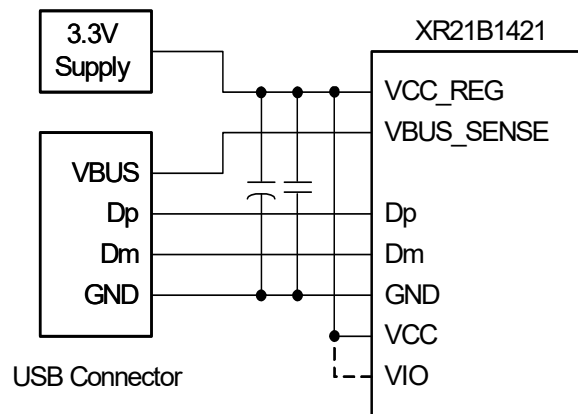 3.3V
Supply
XR21B1421
VCC_REG
VBUS_SENSE
VBUS
Dp
Dp
Dm
Dm
GND
GND
VCC
VIO
USB Connector